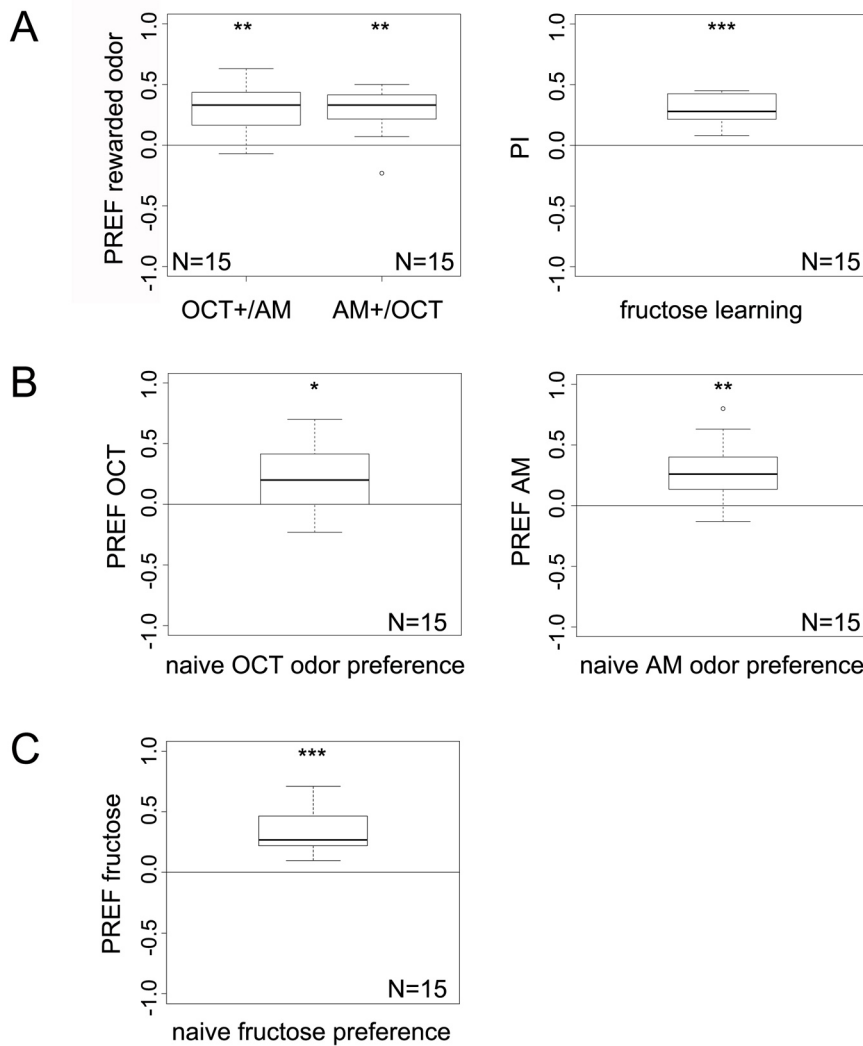 A
PREF rewarded odor
1.0
0.5
0.0
-0.5
-1.0
**
**
N=15
N=15
OCT+/AM
AM+/OCT
PI
1.0
0.5
0.0
-0.5
-1.0
***
N=15
fructose learning
B
PREF OCT
1.0
0.5
0.0
-0.5
-1.0
*
N=15
naive OCT odor preference
PREF AM
1.0
0.5
0.0
-0.5
-1.0
**
N=15
naive AM odor preference
C
PREF fructose
1.0
0.5
0.0
-0.5
-1.0
***
N=15
naive fructose preference